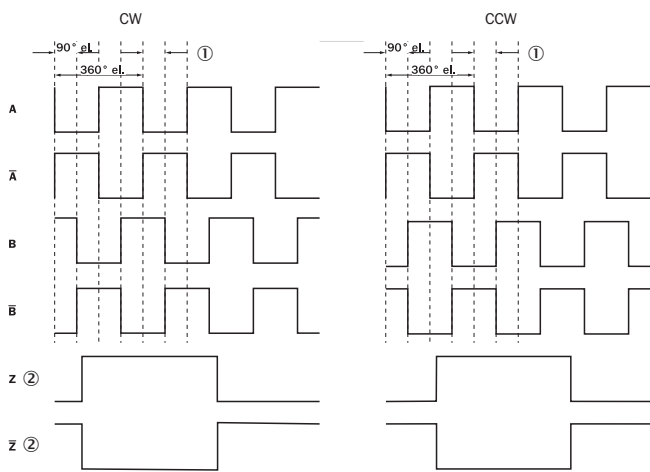 CW
CCW
90° el.
①
90° el.
①
360° el.
360° el.
A
A̅
B
B̅
Z ②
Z̅ ②